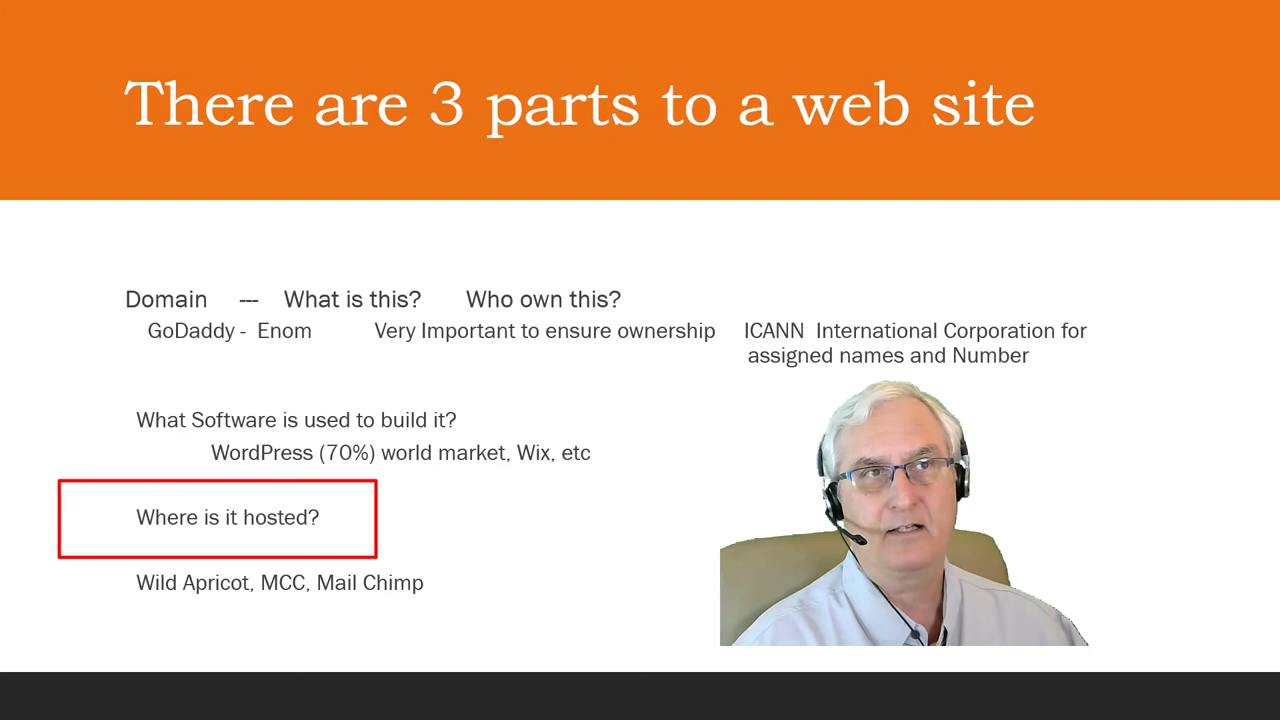 There are 3 parts to a web site
Domain --- What is this? Who own this?
GoDaddy - Enom Very Important to ensure ownership ICANN International Corporation for
assigned names and Number
What Software is used to build it?
WordPress (70%) world market, Wix, etc
Where is it hosted?
Wild Apricot, MCC, Mail Chimp